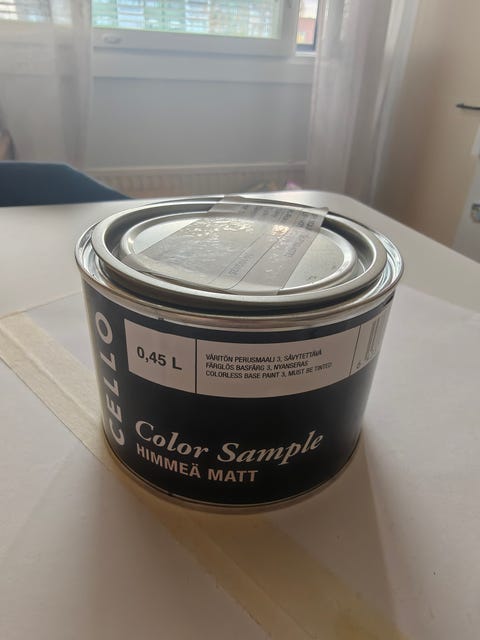 CELLO
0,45 L
VÄRITÖN PERUSMAALI 3, SÄVYTETTÄVÄ
FÄRGLÖS BASFÄRG 3, NYANSERAS
COLORLESS BASE PAINT 3, MUST BE TINTED
Color Sample
HIMMEÄ MATT